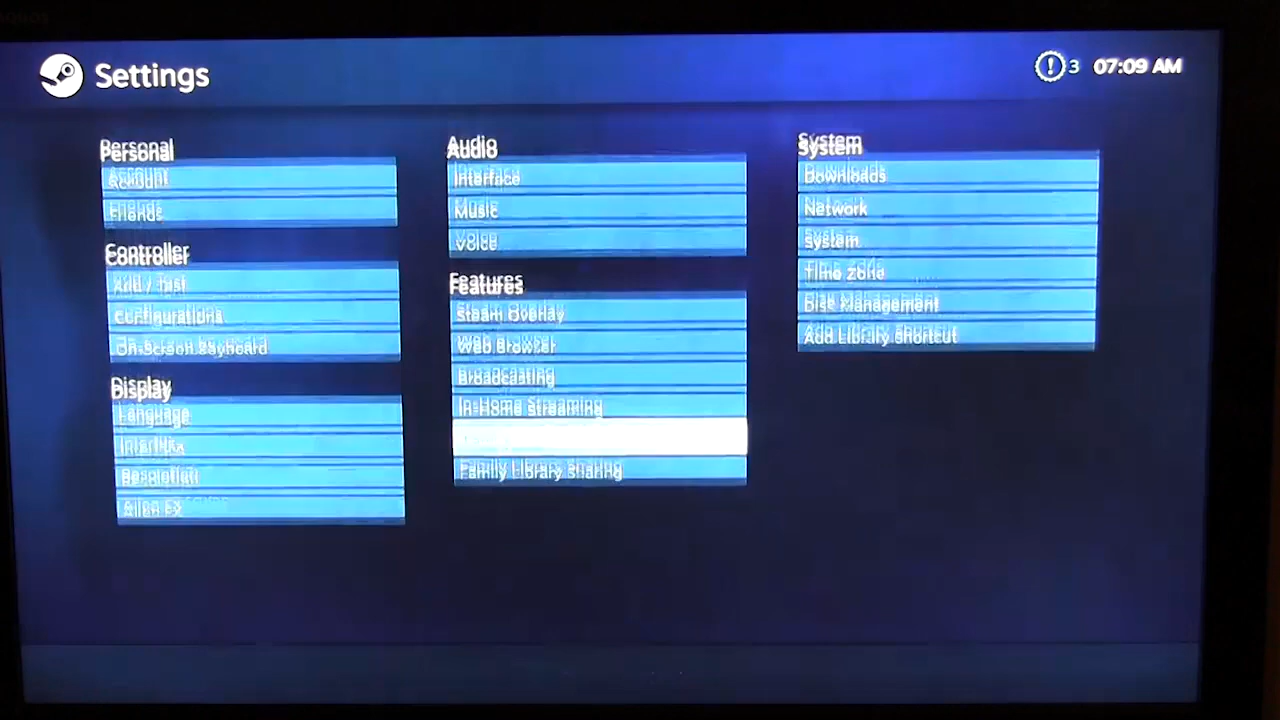 Settings
3 07:09 AM
Personal
Account
Friends
Controller
Add / Test
Configurations
On-Screen Keyboard
Display
Language
Interface
Resolution
Alien FX
Audio
Interface
Music
Voice
Features
Steam Overlay
Web Browser
Broadcasting
In-Home Streaming
Family Library Sharing
System
Downloads
Network
System
Time Zone
Disk Management
Add Library Shortcut